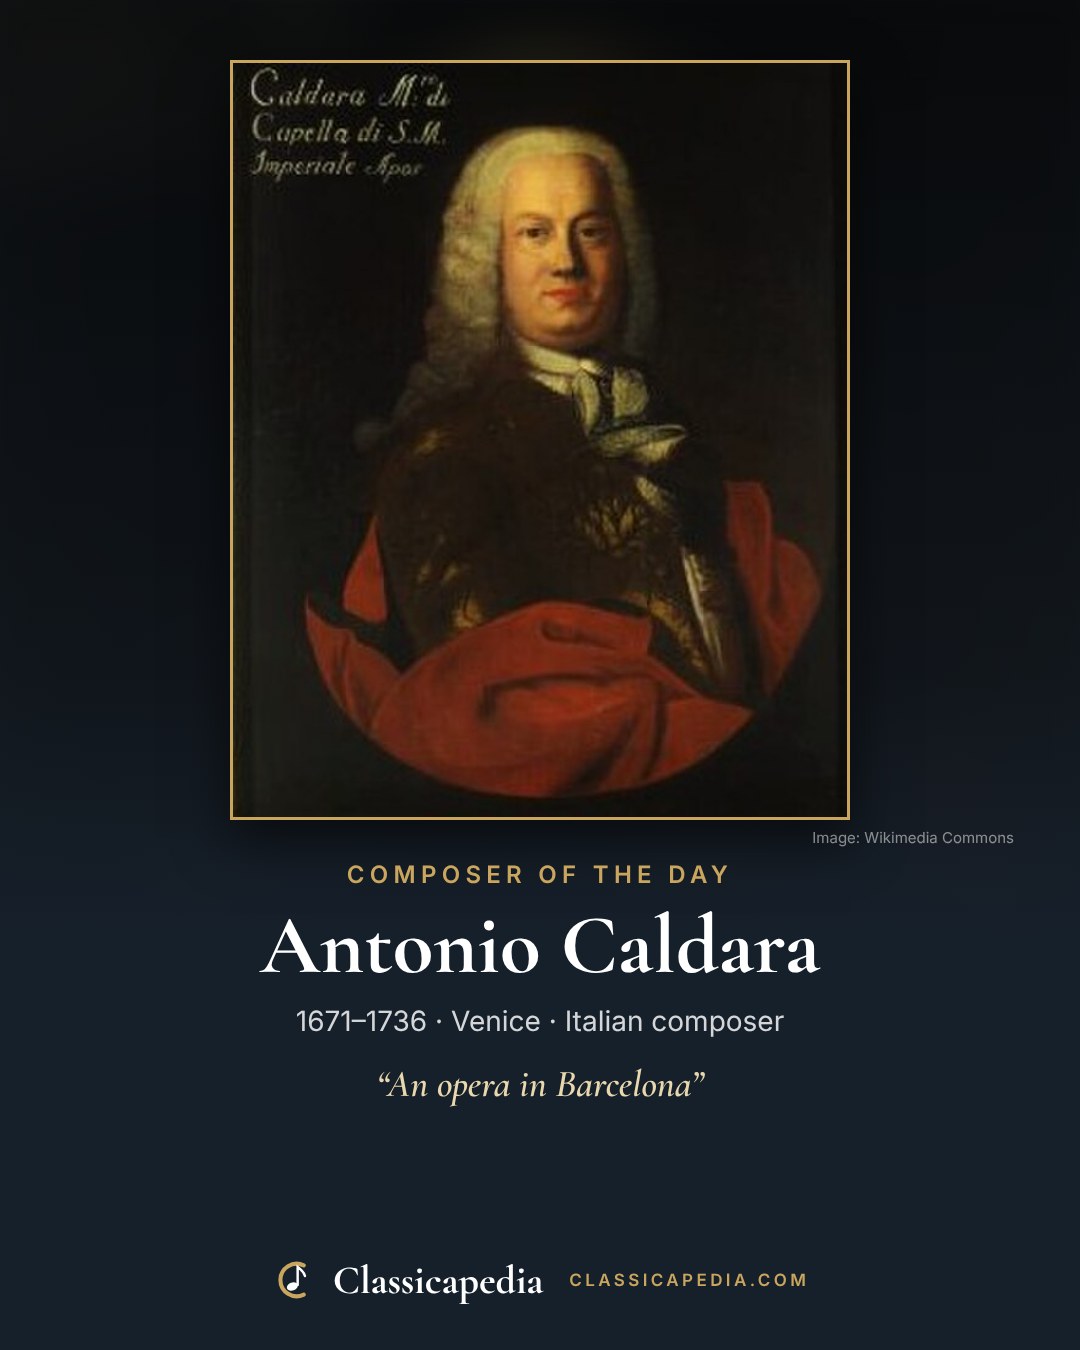 Caldara M.ro di
Capella di S.M.
Imperiale Apos
Image: Wikimedia Commons
COMPOSER OF THE DAY
Antonio Caldara
1671–1736 · Venice · Italian composer
“An opera in Barcelona”
Classicapedia CLASSICAPEDIA.COM